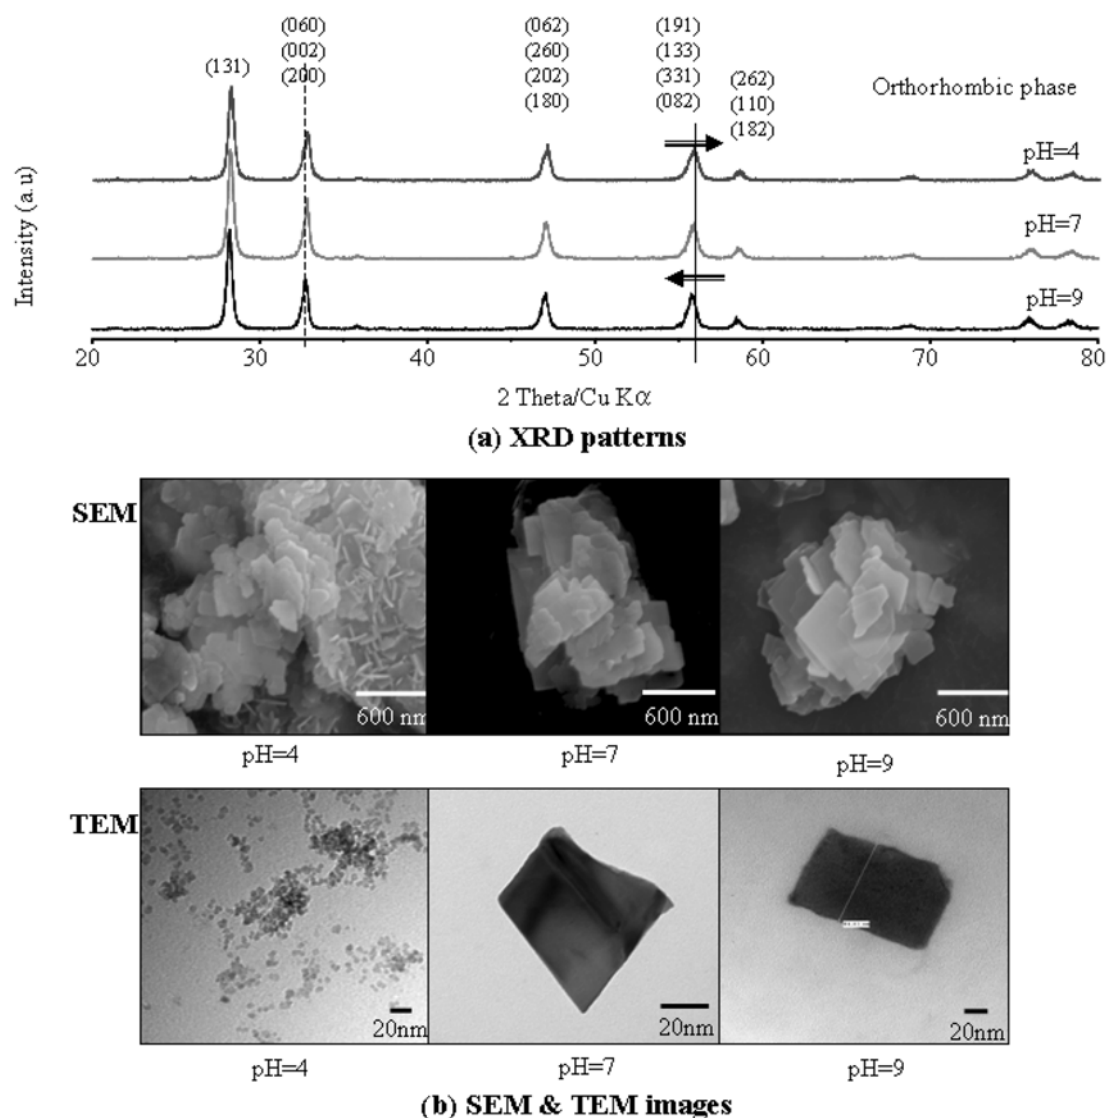 (060)
(002)
(200)
(131)
(062)
(260)
(202)
(180)
(191)
(133)
(331)
(082)
(262)
(110)
(182)
Orthorhombic phase
pH=4
pH=7
pH=9
Intensity (a.u)
20 30 40 50 60 70 80
2 Theta/Cu Kα
(a) XRD patterns
SEM
600 nm 600 nm 600 nm
pH=4 pH=7 pH=9
TEM
20nm 20nm 20nm
pH=4 pH=7 pH=9
(b) SEM & TEM images